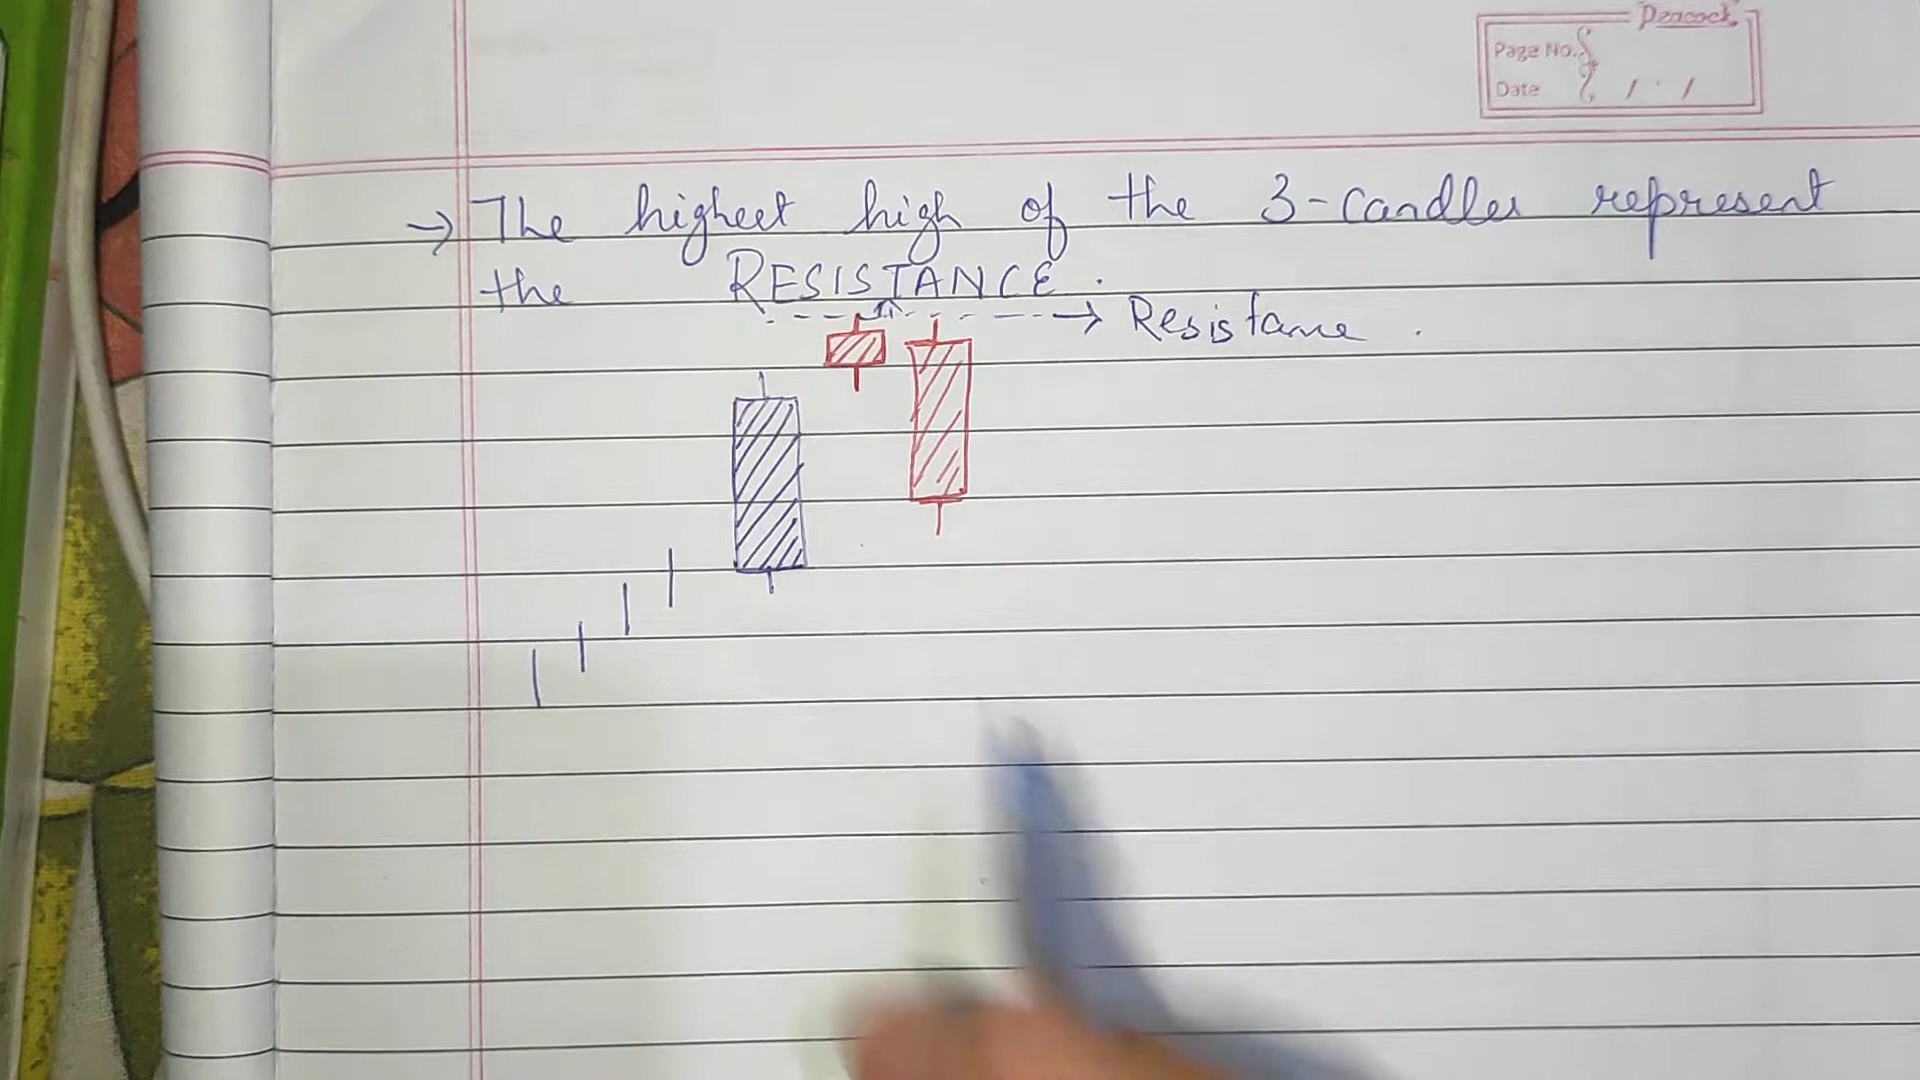 Peacock
Page No.
Date / /
→ The highest high of the 3-candles represent
the RESISTANCE.
→ Resistance.